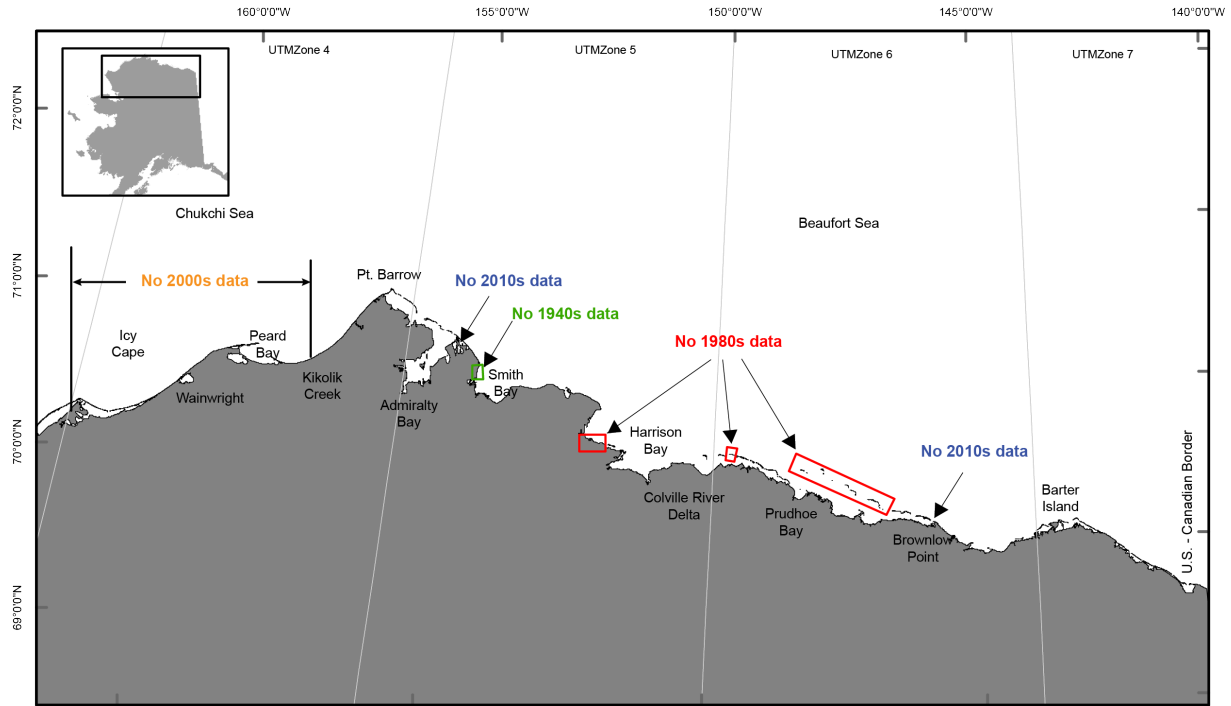 160°0'0"W
155°0'0"W
150°0'0"W
145°0'0"W
140°0'0"W
UTMZone 4
UTMZone 5
UTMZone 6
UTMZone 7
72°0'0"N
71°0'0"N
70°0'0"N
69°0'0"N
Chukchi Sea
Beaufort Sea
No 2000s data
Pt. Barrow
No 2010s data
No 1940s data
No 1980s data
Icy
Cape
Peard
Bay
Wainwright
Kikolik
Creek
Admiralty
Bay
Smith
Bay
Harrison
Bay
Colville River
Delta
Prudhoe
Bay
No 2010s data
Brownlow
Point
Barter
Island
U.S. - Canadian Border